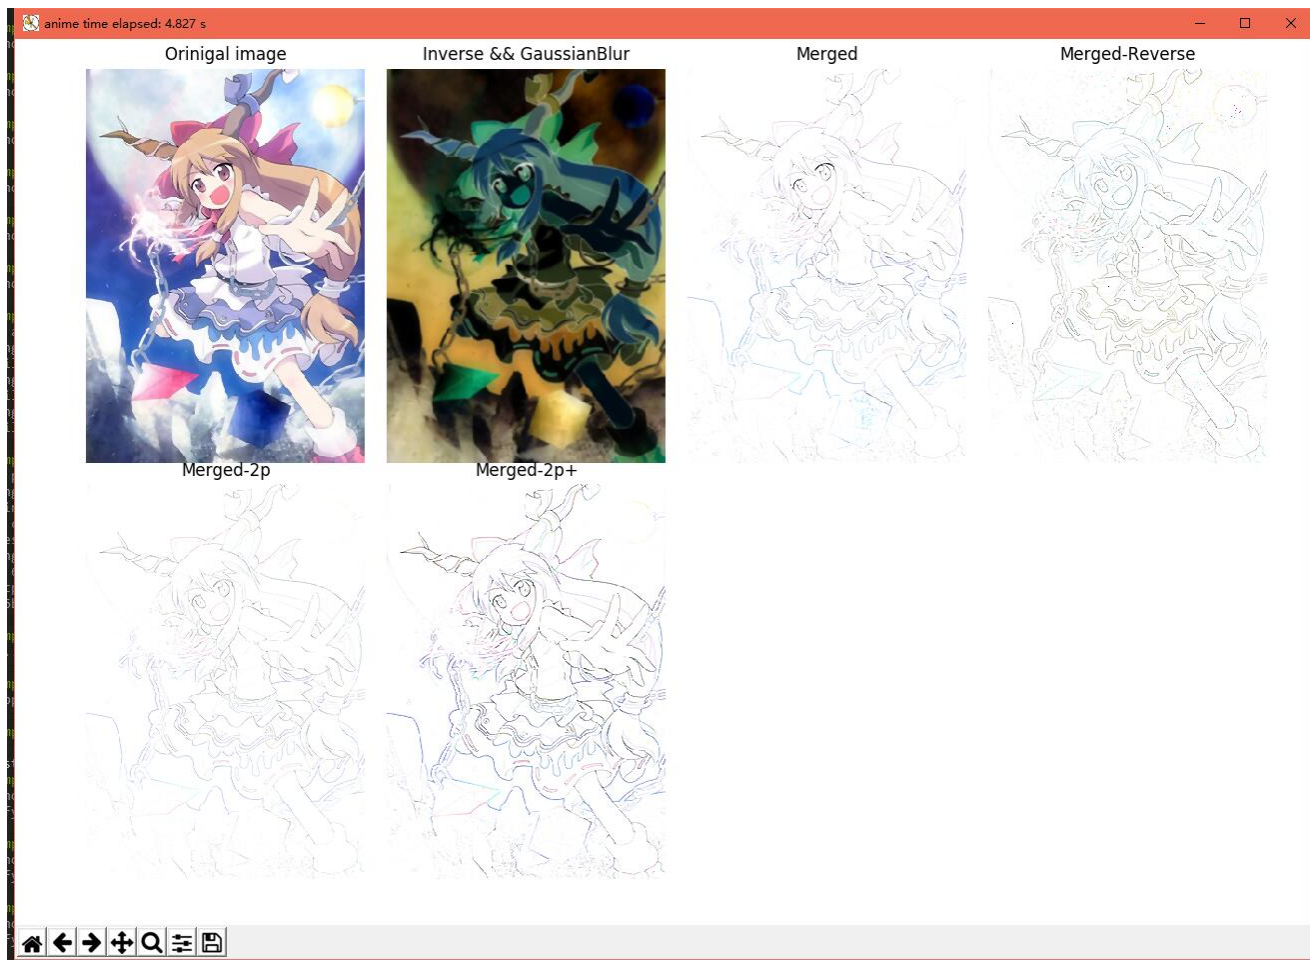 anime time elapsed: 4.827 s
Orinigal image
Inverse && GaussianBlur
Merged
Merged-Reverse
Merged-2p
Merged-2p+